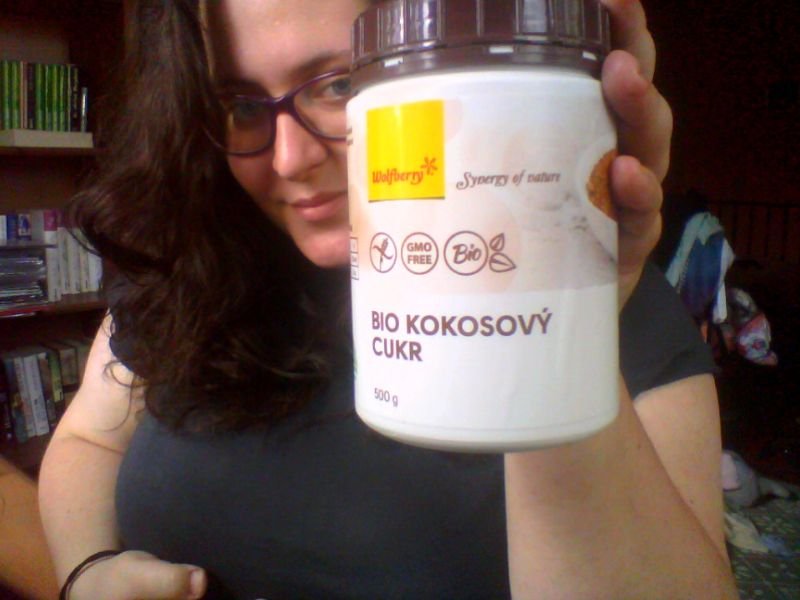 Wolfberry
Synergy of nature
GMO
FREE
Bio
BIO KOKOSOVÝ
CUKR
500 g